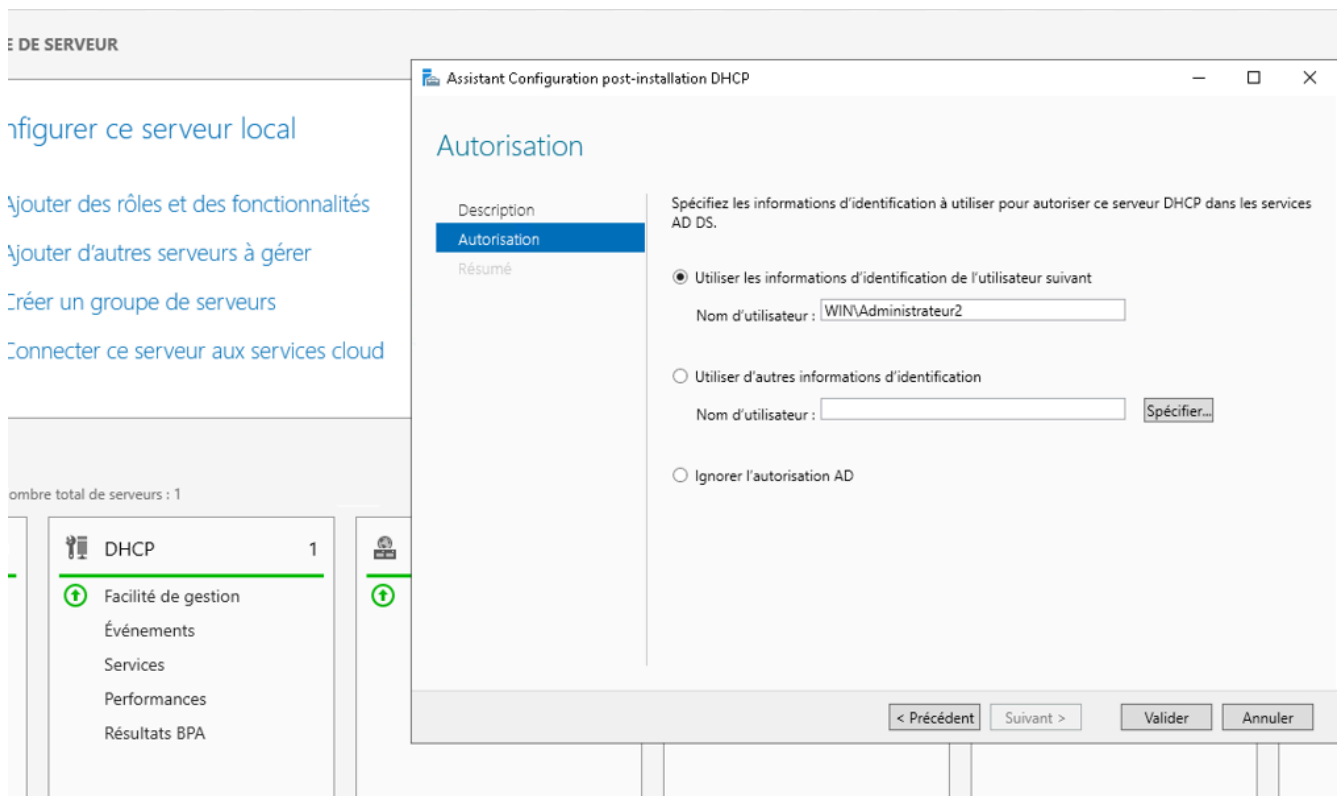 E DE SERVEUR
nfigurer ce serveur local
Ajouter des rôles et des fonctionnalités
Ajouter d'autres serveurs à gérer
Créer un groupe de serveurs
Connecter ce serveur aux services cloud
ombre total de serveurs : 1
DHCP 1
Facilité de gestion
Événements
Services
Performances
Résultats BPA
Assistant Configuration post-installation DHCP
Autorisation
Description
Autorisation
Résumé
Spécifiez les informations d'identification à utiliser pour autoriser ce serveur DHCP dans les services
AD DS.
Utiliser les informations d'identification de l'utilisateur suivant
Nom d'utilisateur : WIN\Administrateur2
Utiliser d'autres informations d'identification
Nom d'utilisateur : Spécifier...
Ignorer l'autorisation AD
< Précédent Suivant > Valider Annuler